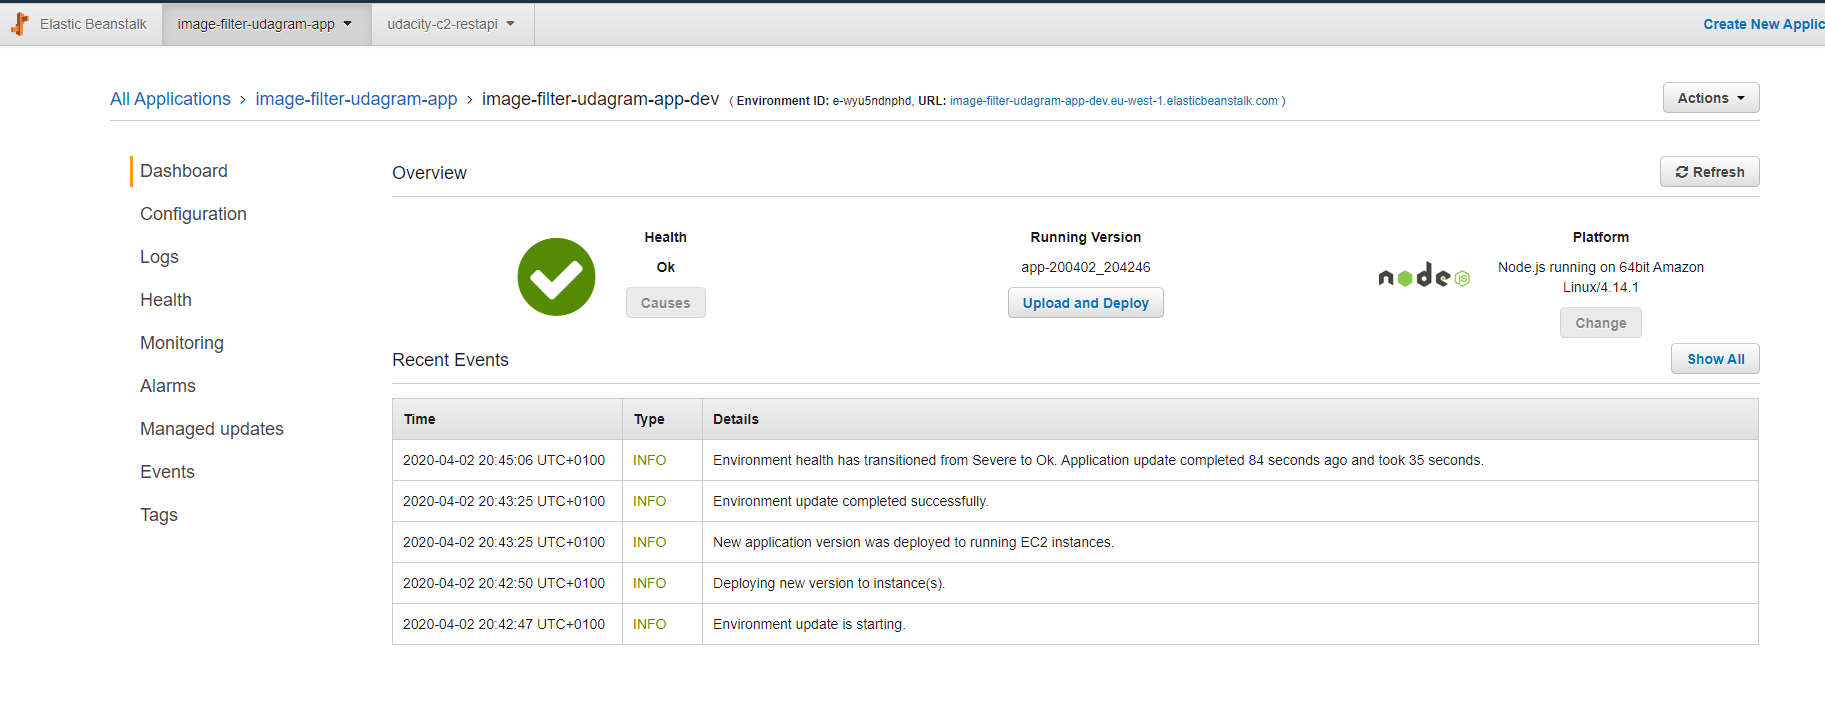 Elastic Beanstalk image-filter-udagram-app udacity-c2-restapi Create New Applic
All Applications › image-filter-udagram-app › image-filter-udagram-app-dev ( Environment ID: e-wyu5ndnphd, URL: image-filter-udagram-app-dev.eu-west-1.elasticbeanstalk.com ) Actions
Dashboard
Configuration
Logs
Health
Monitoring
Alarms
Managed updates
Events
Tags
Overview Refresh
Health
Ok
Causes
Running Version
app-200402_204246
Upload and Deploy
node JS
Platform
Node.js running on 64bit Amazon
Linux/4.14.1
Change
Recent Events Show All
Time Type Details
2020-04-02 20:45:06 UTC+0100 INFO Environment health has transitioned from Severe to Ok. Application update completed 84 seconds ago and took 35 seconds.
2020-04-02 20:43:25 UTC+0100 INFO Environment update completed successfully.
2020-04-02 20:43:25 UTC+0100 INFO New application version was deployed to running EC2 instances.
2020-04-02 20:42:50 UTC+0100 INFO Deploying new version to instance(s).
2020-04-02 20:42:47 UTC+0100 INFO Environment update is starting.